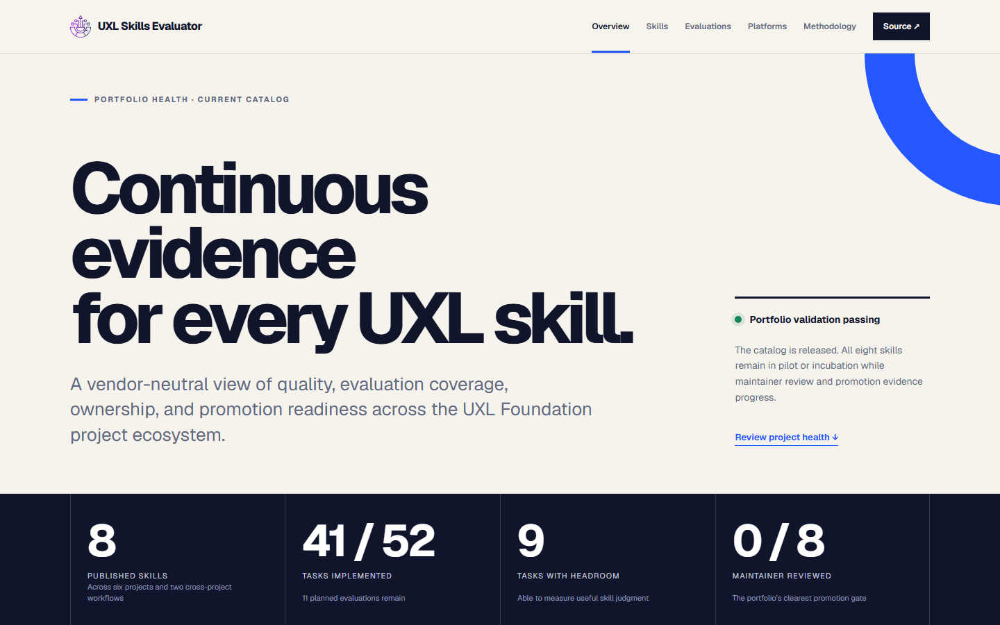 UXL Skills Evaluator
Overview
Skills
Evaluations
Platforms
Methodology
Source ↗
PORTFOLIO HEALTH · CURRENT CATALOG
Continuous
evidence
for every UXL skill.
A vendor-neutral view of quality, evaluation coverage,
ownership, and promotion readiness across the UXL Foundation
project ecosystem.
Portfolio validation passing
The catalog is released. All eight skills
remain in pilot or incubation while
maintainer review and promotion evidence
progress.
Review project health ↓
8
PUBLISHED SKILLS
Across six projects and two cross-project
workflows
41 / 52
TASKS IMPLEMENTED
11 planned evaluations remain
9
TASKS WITH HEADROOM
Able to measure useful skill judgment
0 / 8
MAINTAINER REVIEWED
The portfolio's clearest promotion gate